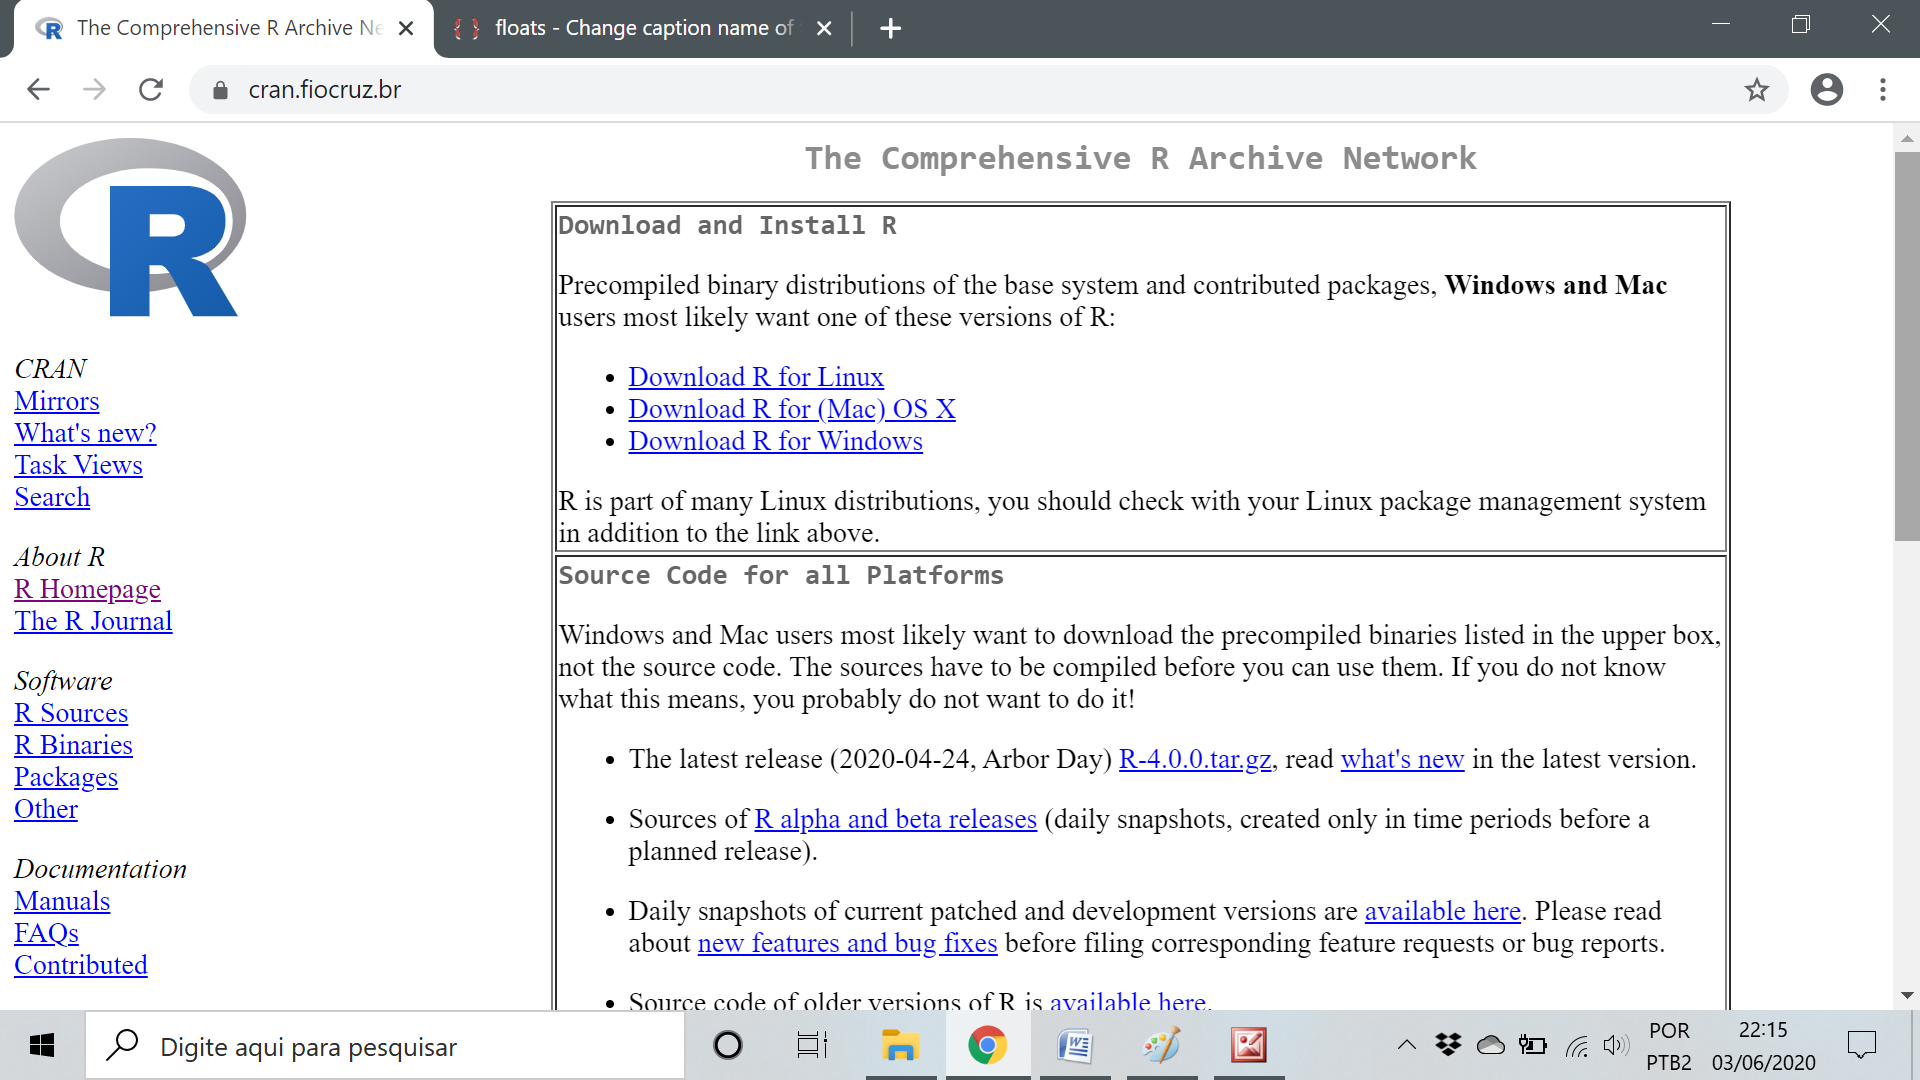 The Comprehensive R Archive Ne
floats - Change caption name of
cran.fiocruz.br
R
CRAN
Mirrors
What's new?
Task Views
Search
About R
R Homepage
The R Journal
Software
R Sources
R Binaries
Packages
Other
Documentation
Manuals
FAQs
Contributed
The Comprehensive R Archive Network
Download and Install R
Precompiled binary distributions of the base system and contributed packages, Windows and Mac
users most likely want one of these versions of R:
• Download R for Linux
• Download R for (Mac) OS X
• Download R for Windows
R is part of many Linux distributions, you should check with your Linux package management system
in addition to the link above.
Source Code for all Platforms
Windows and Mac users most likely want to download the precompiled binaries listed in the upper box,
not the source code. The sources have to be compiled before you can use them. If you do not know
what this means, you probably do not want to do it!
• The latest release (2020-04-24, Arbor Day) R-4.0.0.tar.gz, read what's new in the latest version.
• Sources of R alpha and beta releases (daily snapshots, created only in time periods before a
planned release).
• Daily snapshots of current patched and development versions are available here. Please read
about new features and bug fixes before filing corresponding feature requests or bug reports.
• Source code of older versions of R is available here.
Digite aqui para pesquisar
POR
PTB2
22:15
03/06/2020